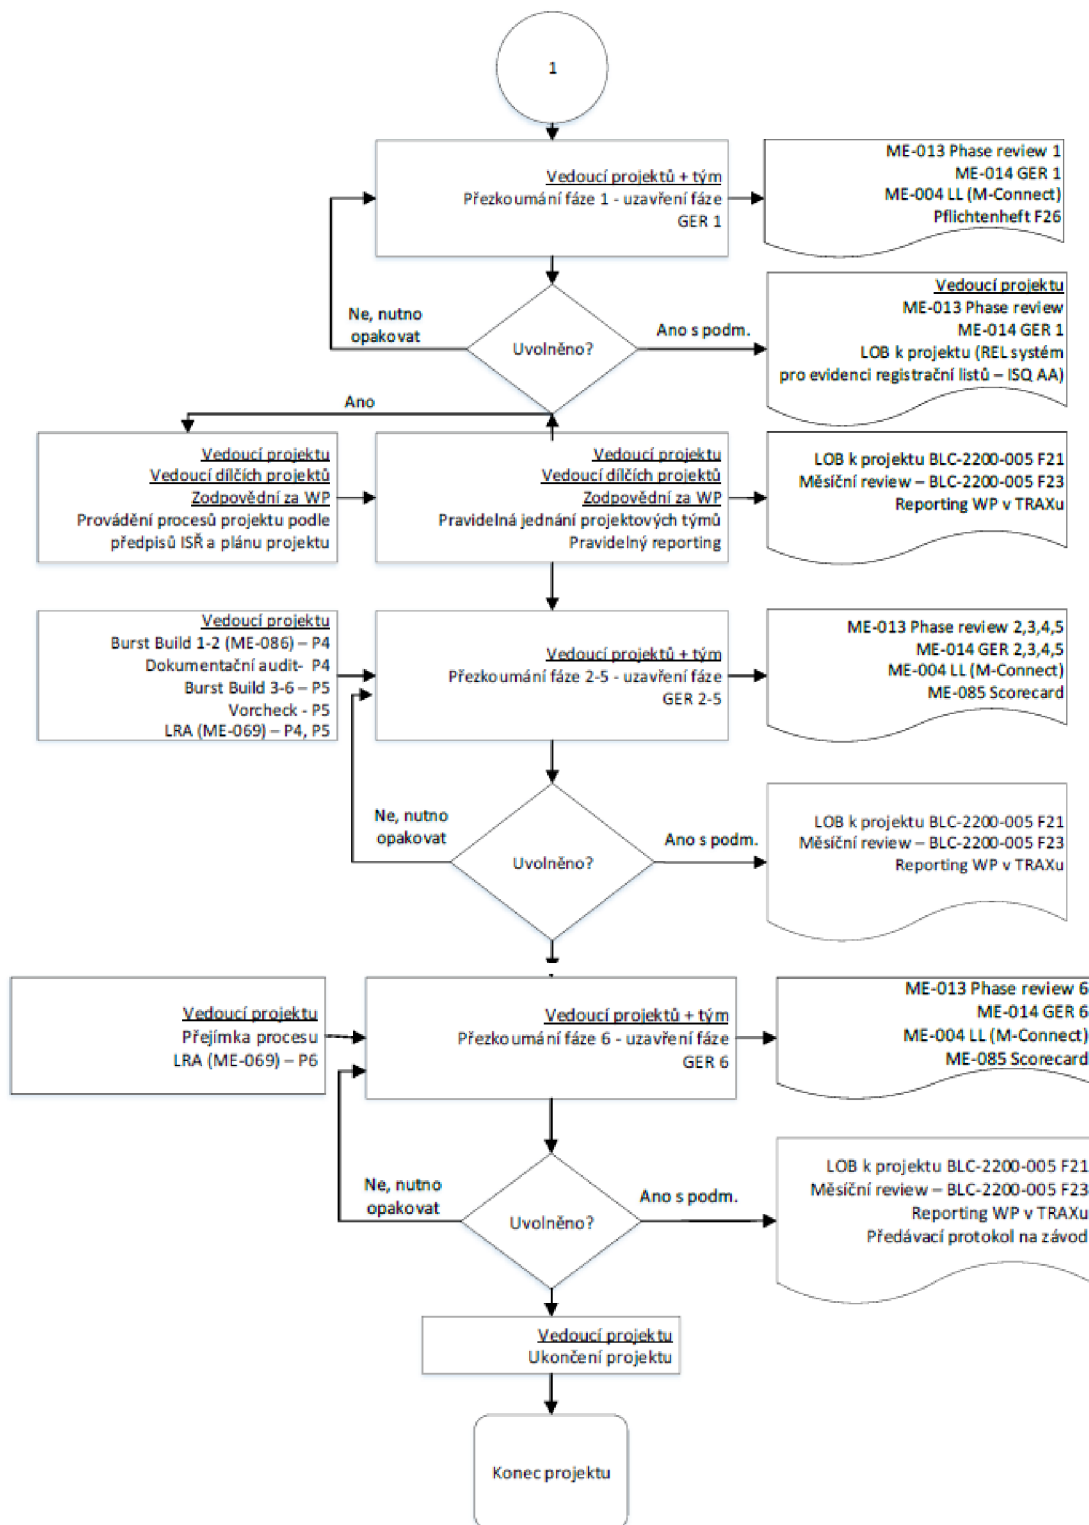 1
Vedoucí projektů + tým
Přezkoumání fáze 1 - uzavření fáze
GER 1
ME-013 Phase review 1
ME-014 GER 1
ME-004 LL (M-Connect)
Pflichtenheft F26
Ne, nutno
opakovat
Uvolněno?
Ano s podm.
Vedoucí projektu
ME-013 Phase review
ME-014 GER 1
LOB k projektu (REL systém
pro evidenci registrační listů – ISQ AA)
Ano
Vedoucí projektu
Vedoucí dílčích projektů
Zodpovědní za WP
Provádění procesů projektu podle
předpisů ISŘ a plánu projektu
Vedoucí projektu
Vedoucí dílčích projektů
Zodpovědní za WP
Pravidelná jednání projektových týmů
Pravidelný reporting
LOB k projektu BLC-2200-005 F21
Měsíční review – BLC-2200-005 F23
Reporting WP v TRAXu
Vedoucí projektu
Burst Build 1-2 (ME-086) – P4
Dokumentační audit- P4
Burst Build 3-6 – P5
Vorcheck - P5
LRA (ME-069) – P4, P5
Vedoucí projektů + tým
Přezkoumání fáze 2-5 - uzavření fáze
GER 2-5
ME-013 Phase review 2,3,4,5
ME-014 GER 2,3,4,5
ME-004 LL (M-Connect)
ME-085 Scorecard
Ne, nutno
opakovat
Uvolněno?
Ano s podm.
LOB k projektu BLC-2200-005 F21
Měsíční review – BLC-2200-005 F23
Reporting WP v TRAXu
Vedoucí projektu
Přejímka procesu
LRA (ME-069) – P6
Vedoucí projektů + tým
Přezkoumání fáze 6 - uzavření fáze
GER 6
ME-013 Phase review 6
ME-014 GER 6
ME-004 LL (M-Connect)
ME-085 Scorecard
Ne, nutno
opakovat
Uvolněno?
Ano s podm.
LOB k projektu BLC-2200-005 F21
Měsíční review – BLC-2200-005 F23
Reporting WP v TRAXu
Předávací protokol na závod
Vedoucí projektu
Ukončení projektu
Konec projektu